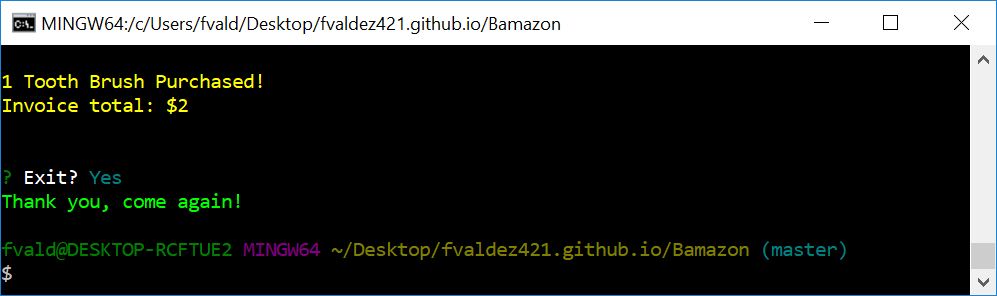 MINGW64:/c/Users/fvald/Desktop/fvaldez421.github.io/Bamazon
1 Tooth Brush Purchased!
Invoice total: $2
? Exit? Yes
Thank you, come again!
fvald@DESKTOP-RCFTUE2 MINGW64 ~/Desktop/fvaldez421.github.io/Bamazon (master)
$